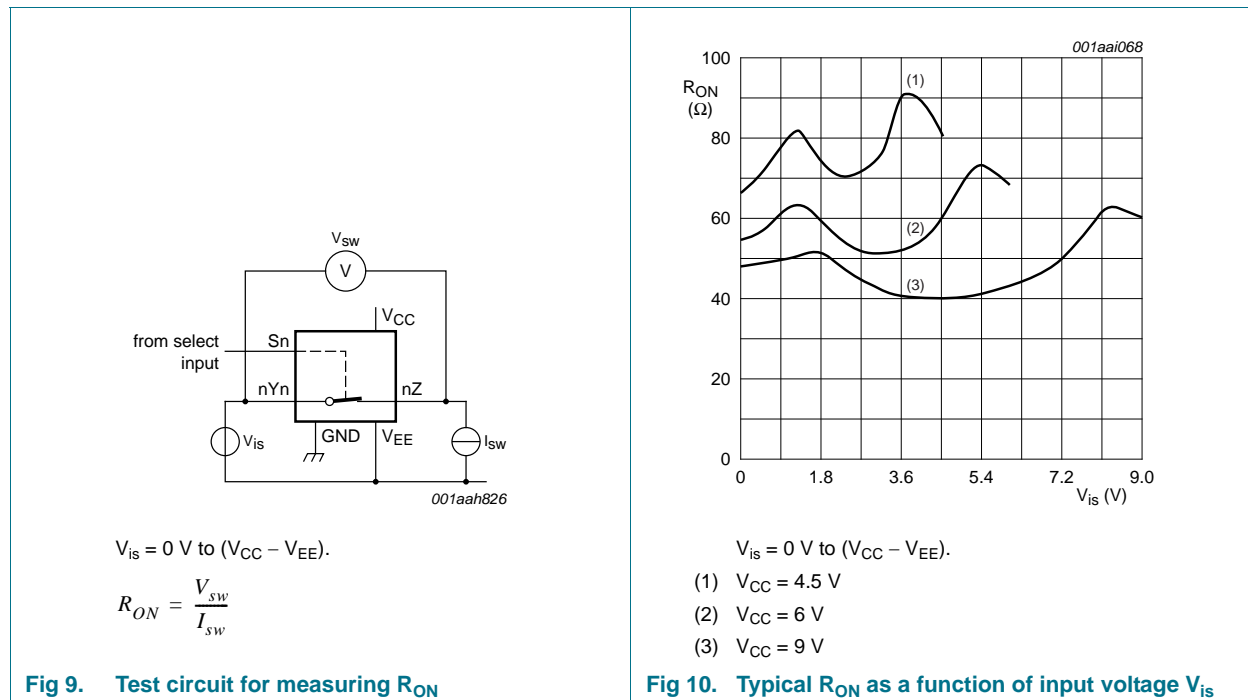 V_sw
V
V_CC
from select
input
Sn
nYn
nZ
V_is
GND
V_EE
I_sw
001aah826
V_is = 0 V to (V_CC − V_EE).
R_ON = V_sw / I_sw
Fig 9. Test circuit for measuring R_ON
001aai068
R_ON
(Ω)
100
80
60
40
20
0
(1)
(2)
(3)
0 1.8 3.6 5.4 7.2 9.0
V_is (V)
V_is = 0 V to (V_CC − V_EE).
(1) V_CC = 4.5 V
(2) V_CC = 6 V
(3) V_CC = 9 V
Fig 10. Typical R_ON as a function of input voltage V_is